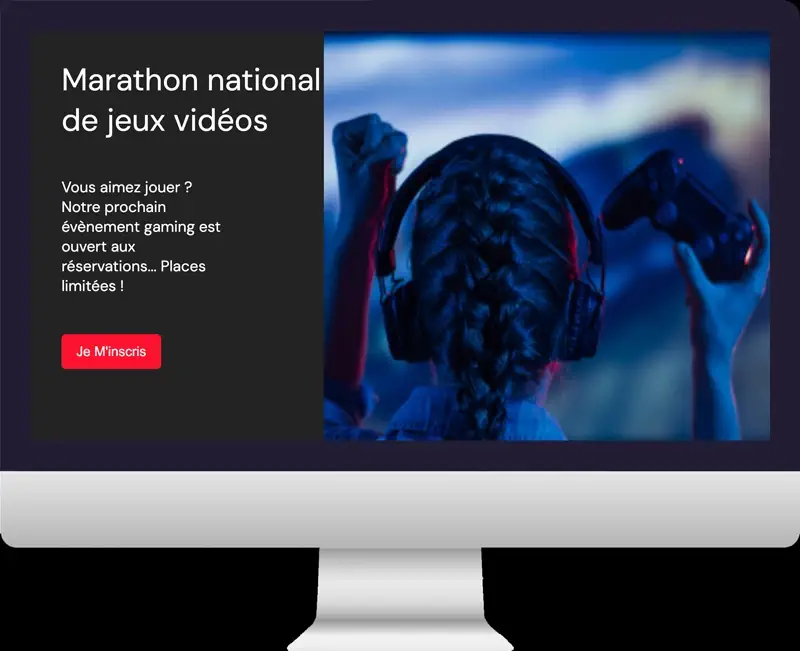 Marathon national
de jeux vidéos
Vous aimez jouer ?
Notre prochain
évènement gaming est
ouvert aux
réservations... Places
limitées !
Je M'inscris